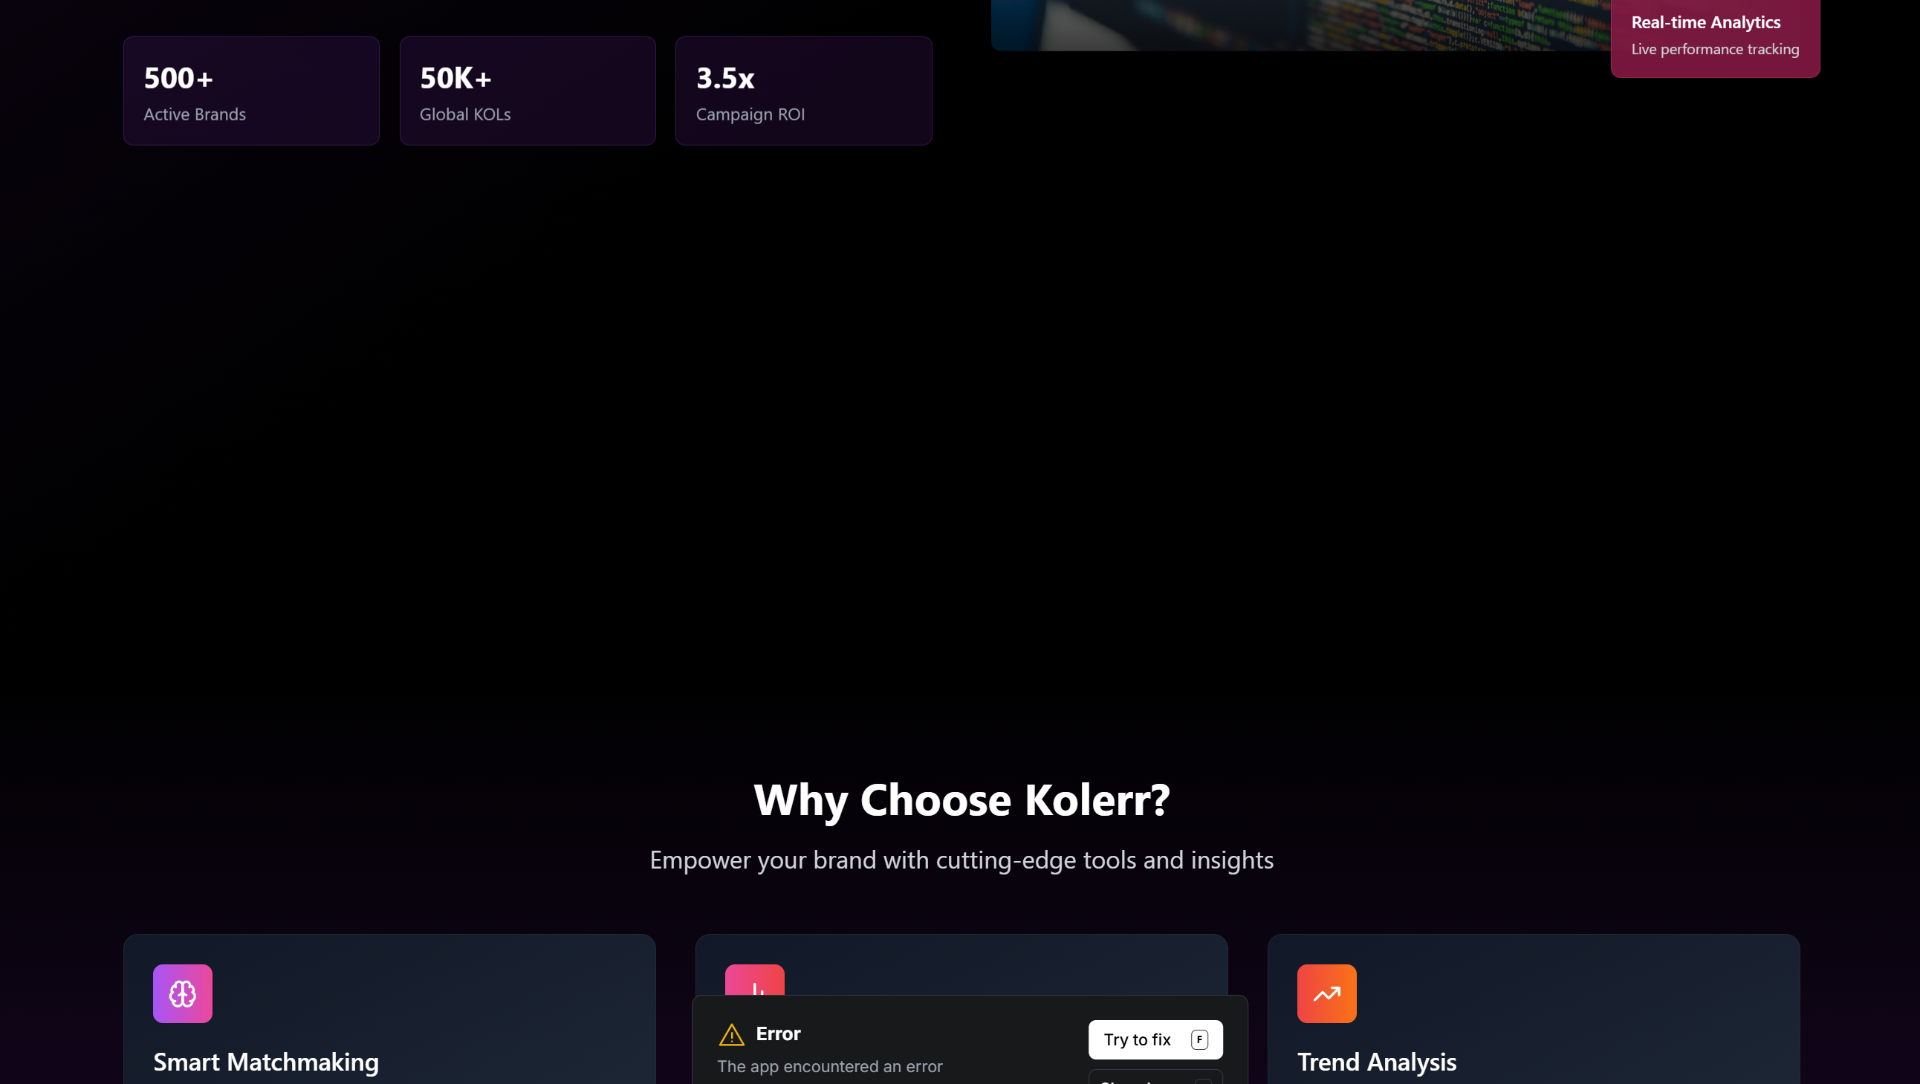 Real-time Analytics
Live performance tracking
500+
Active Brands
50K+
Global KOLs
3.5x
Campaign ROI
Why Choose Kolerr?
Empower your brand with cutting-edge tools and insights
Smart Matchmaking
Trend Analysis
Error
The app encountered an error
Try to fix
F